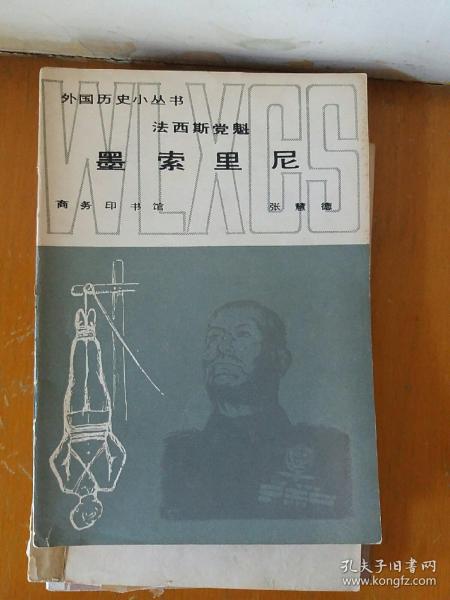 外国历史小丛书
WLXCS
法西斯党魁
墨索里尼
商务印书馆 张慧德
孔夫子旧书网
www.kongfz.com